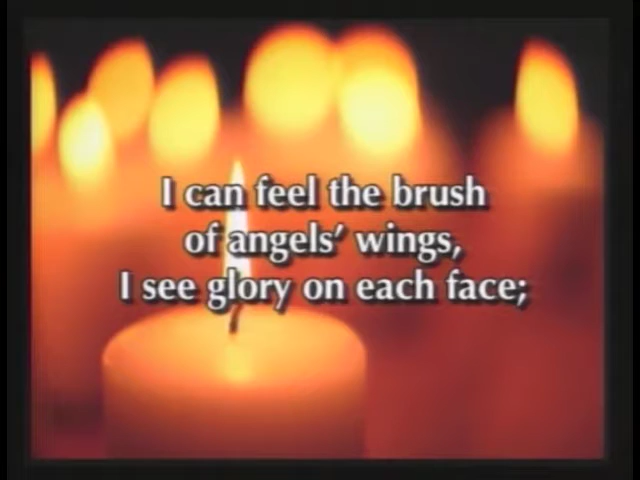 I can feel the brush
of angels’ wings,
I see glory on each face;